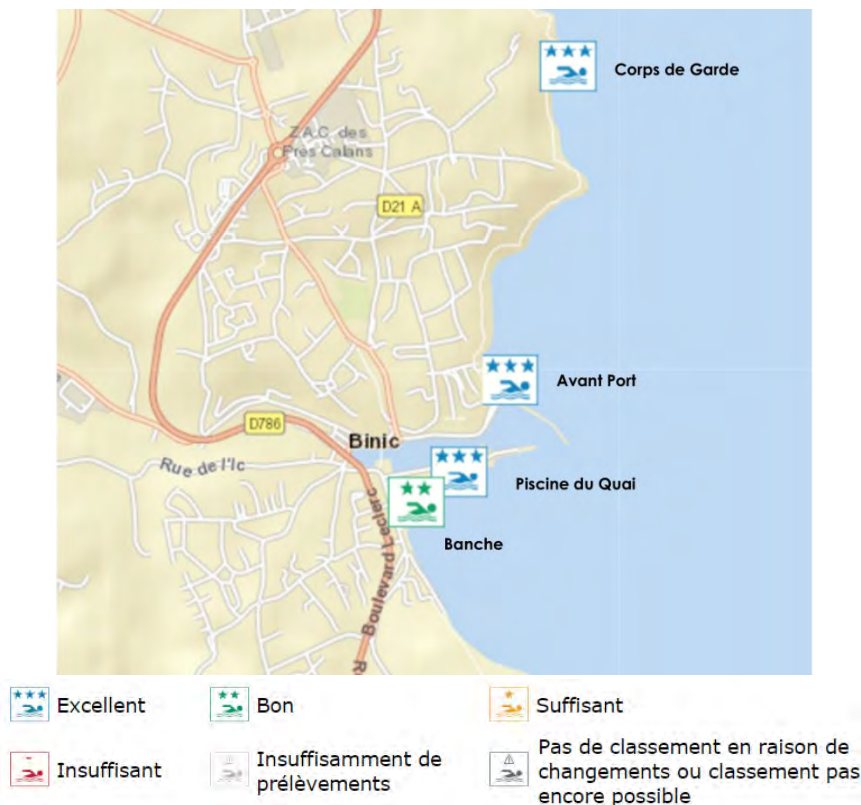 Corps de Garde
Z.A.C. des
Prés Calans
D21 A
Avant Port
D786
Binic
Rue de l'Ic
Piscine du Quai
Banche
Boulevard Leclerc
R
Excellent
Bon
Suffisant
Insuffisant
Insuffisamment de
prélèvements
Pas de classement en raison de
changements ou classement pas
encore possible